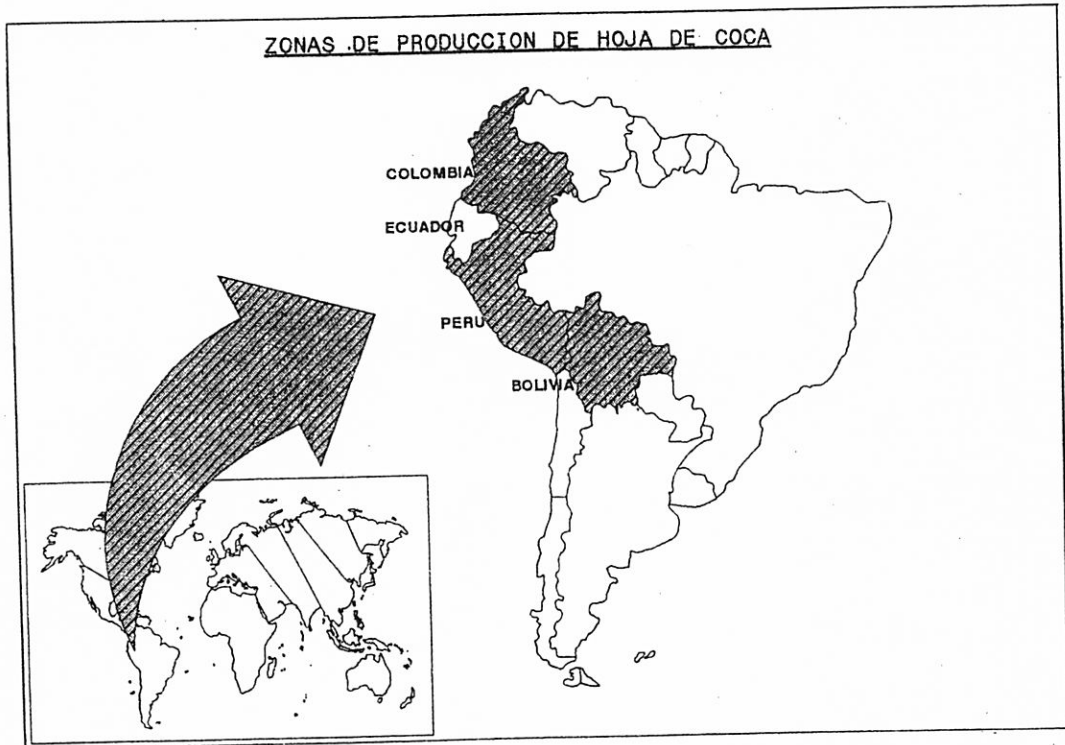 ZONAS DE PRODUCCION DE HOJA DE COCA
COLOMBIA
ECUADOR
PERU
BOLIVIA